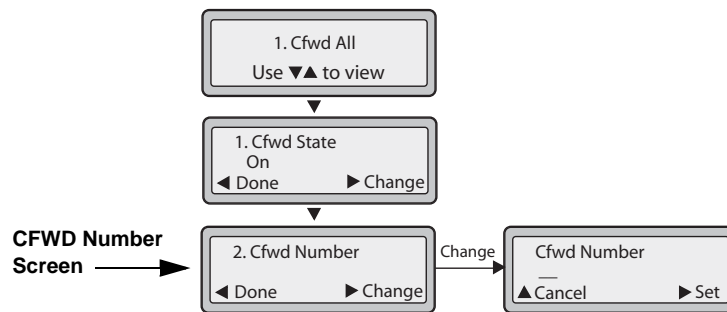 1. Cfwd All
Use ▼▲ to view
▼
1. Cfwd State
On
◀ Done ▶ Change
▼
CFWD Number
Screen
2. Cfwd Number
◀ Done ▶ Change
Change
Cfwd Number
__
▲ Cancel ▶ Set